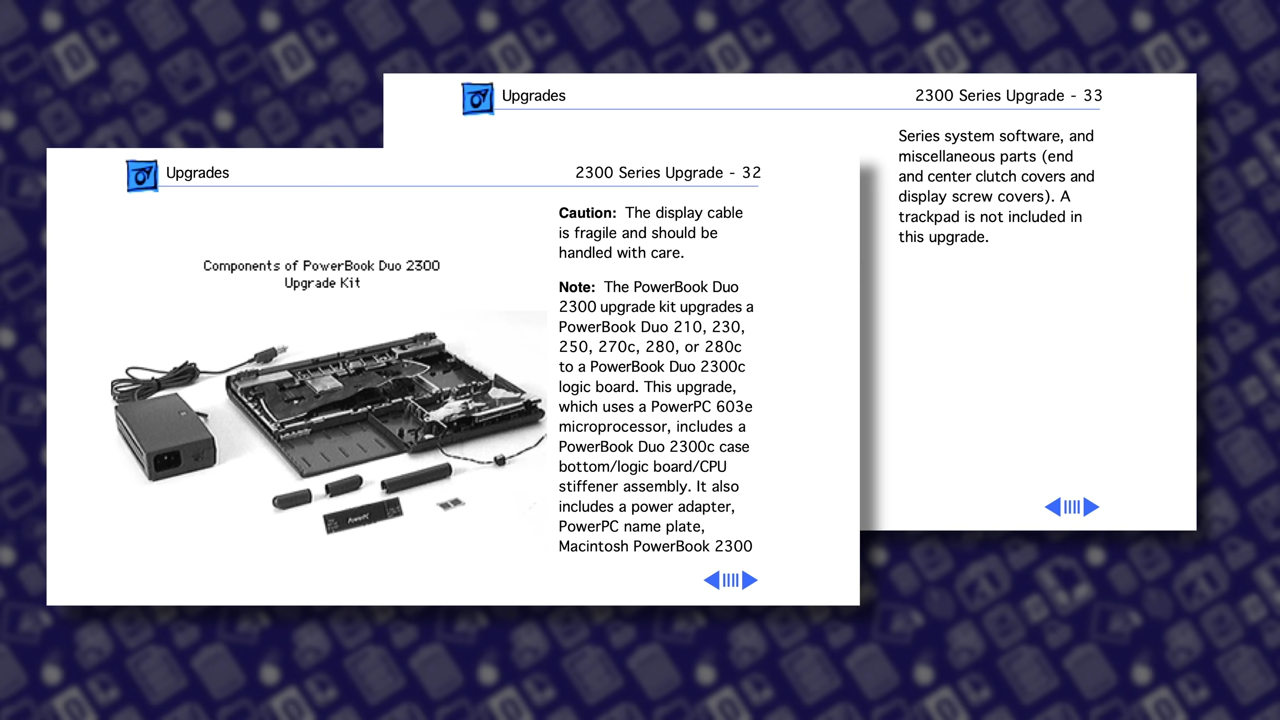 Upgrades
2300 Series Upgrade - 32
Components of PowerBook Duo 2300
Upgrade Kit
PowerPC
Caution: The display cable
is fragile and should be
handled with care.
Note: The PowerBook Duo
2300 upgrade kit upgrades a
PowerBook Duo 210, 230,
250, 270c, 280, or 280c
to a PowerBook Duo 2300c
logic board. This upgrade,
which uses a PowerPC 603e
microprocessor, includes a
PowerBook Duo 2300c case
bottom/logic board/CPU
stiffener assembly. It also
includes a power adapter,
PowerPC name plate,
Macintosh PowerBook 2300
Upgrades
2300 Series Upgrade - 33
Series system software, and
miscellaneous parts (end
and center clutch covers and
display screw covers). A
trackpad is not included in
this upgrade.